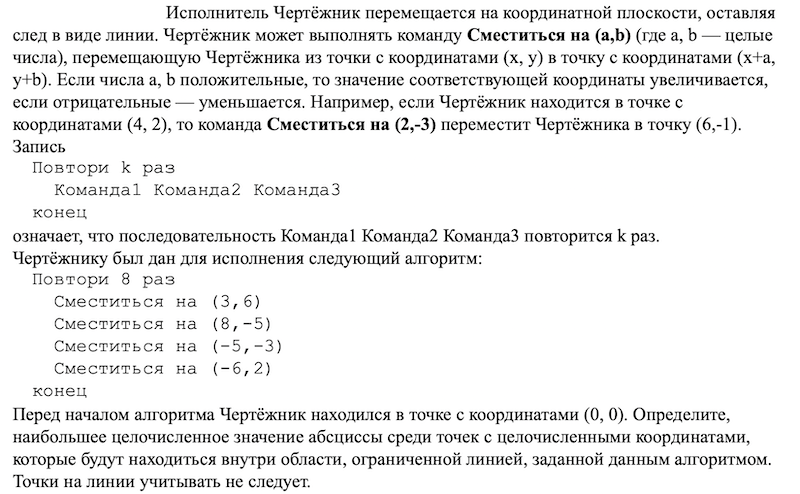 Исполнитель Чертёжник перемещается на координатной плоскости, оставляя
след в виде линии. Чертёжник может выполнять команду Сместиться на (a,b) (где a, b — целые
числа), перемещающую Чертёжника из точки с координатами (x, y) в точку с координатами (x+a,
y+b). Если числа a, b положительные, то значение соответствующей координаты увеличивается,
если отрицательные — уменьшается. Например, если Чертёжник находится в точке с
координатами (4, 2), то команда Сместиться на (2,-3) переместит Чертёжника в точку (6,-1).
Запись
Повтори k раз
Команда1 Команда2 Команда3
конец
означает, что последовательность Команда1 Команда2 Команда3 повторится k раз.
Чертёжнику был дан для исполнения следующий алгоритм:
Повтори 8 раз
Сместиться на (3,6)
Сместиться на (8,-5)
Сместиться на (-5,-3)
Сместиться на (-6,2)
конец
Перед началом алгоритма Чертёжник находился в точке с координатами (0, 0). Определите,
наибольшее целочисленное значение абсциссы среди точек с целочисленными координатами,
которые будут находиться внутри области, ограниченной линией, заданной данным алгоритмом.
Точки на линии учитывать не следует.